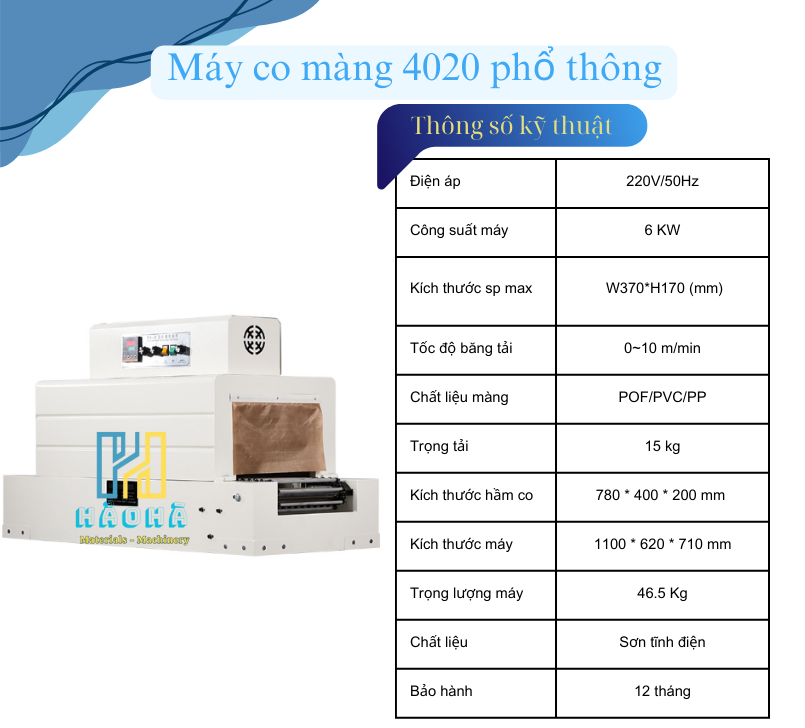 Máy co màng 4020 phổ thông
Thông số kỹ thuật
Điện áp 220V/50Hz
Công suất máy 6 KW
Kích thước sp max W370*H170 (mm)
Tốc độ băng tải 0~10 m/min
Chất liệu màng POF/PVC/PP
Trọng tải 15 kg
Kích thước hầm co 780 * 400 * 200 mm
Kích thước máy 1100 * 620 * 710 mm
Trọng lượng máy 46.5 Kg
Chất liệu Sơn tĩnh điện
Bảo hành 12 tháng
HÀOHÀ
Materials - Machinory